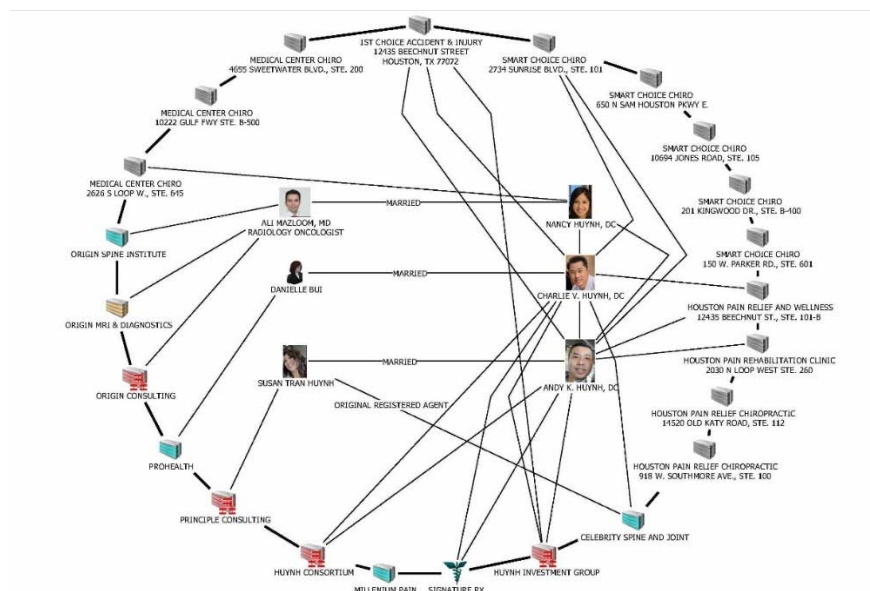 1ST CHOICE ACCIDENT & INJURY
12435 BEECHNUT STREET
HOUSTON, TX 77072
MEDICAL CENTER CHIRO
4655 SWEETWATER BLVD., STE. 200
SMART CHOICE CHIRO
2734 SUNRISE BLVD., STE. 101
MEDICAL CENTER CHIRO
10222 GULF FWY STE. B-500
SMART CHOICE CHIRO
650 N SAM HOUSTON PKWY E.
SMART CHOICE CHIRO
10694 JONES ROAD, STE. 105
MEDICAL CENTER CHIRO
2626 S LOOP W., STE. 645
SMART CHOICE CHIRO
201 KINGWOOD DR., STE. B-400
MARRIED
ALI MAZLOOM, MD
RADIOLOGY ONCOLOGIST
NANCY HUYNH, DC
ORIGIN SPINE INSTITUTE
SMART CHOICE CHIRO
150 W. PARKER RD., STE. 601
MARRIED
DANIELLE BUI
CHARLIE V. HUYNH, DC
HOUSTON PAIN RELIEF AND WELLNESS
12435 BEECHNUT ST., STE. 101-B
ORIGIN MRI & DIAGNOSTICS
MARRIED
HOUSTON PAIN REHABILITATION CLINIC
2030 N LOOP WEST STE. 260
SUSAN TRAN HUYNH
ANDY K. HUYNH, DC
ORIGIN CONSULTING
ORIGINAL REGISTERED AGENT
HOUSTON PAIN RELIEF CHIROPRACTIC
14520 OLD KATY ROAD, STE. 112
PROHEALTH
HOUSTON PAIN RELIEF CHIROPRACTIC
918 W. SOUTHMORE AVE., STE. 100
PRINCIPLE CONSULTING
CELEBRITY SPINE AND JOINT
HUYNH CONSORTIUM
HUYNH INVESTMENT GROUP
MILLENIUM PAIN
SIGNATURE RX